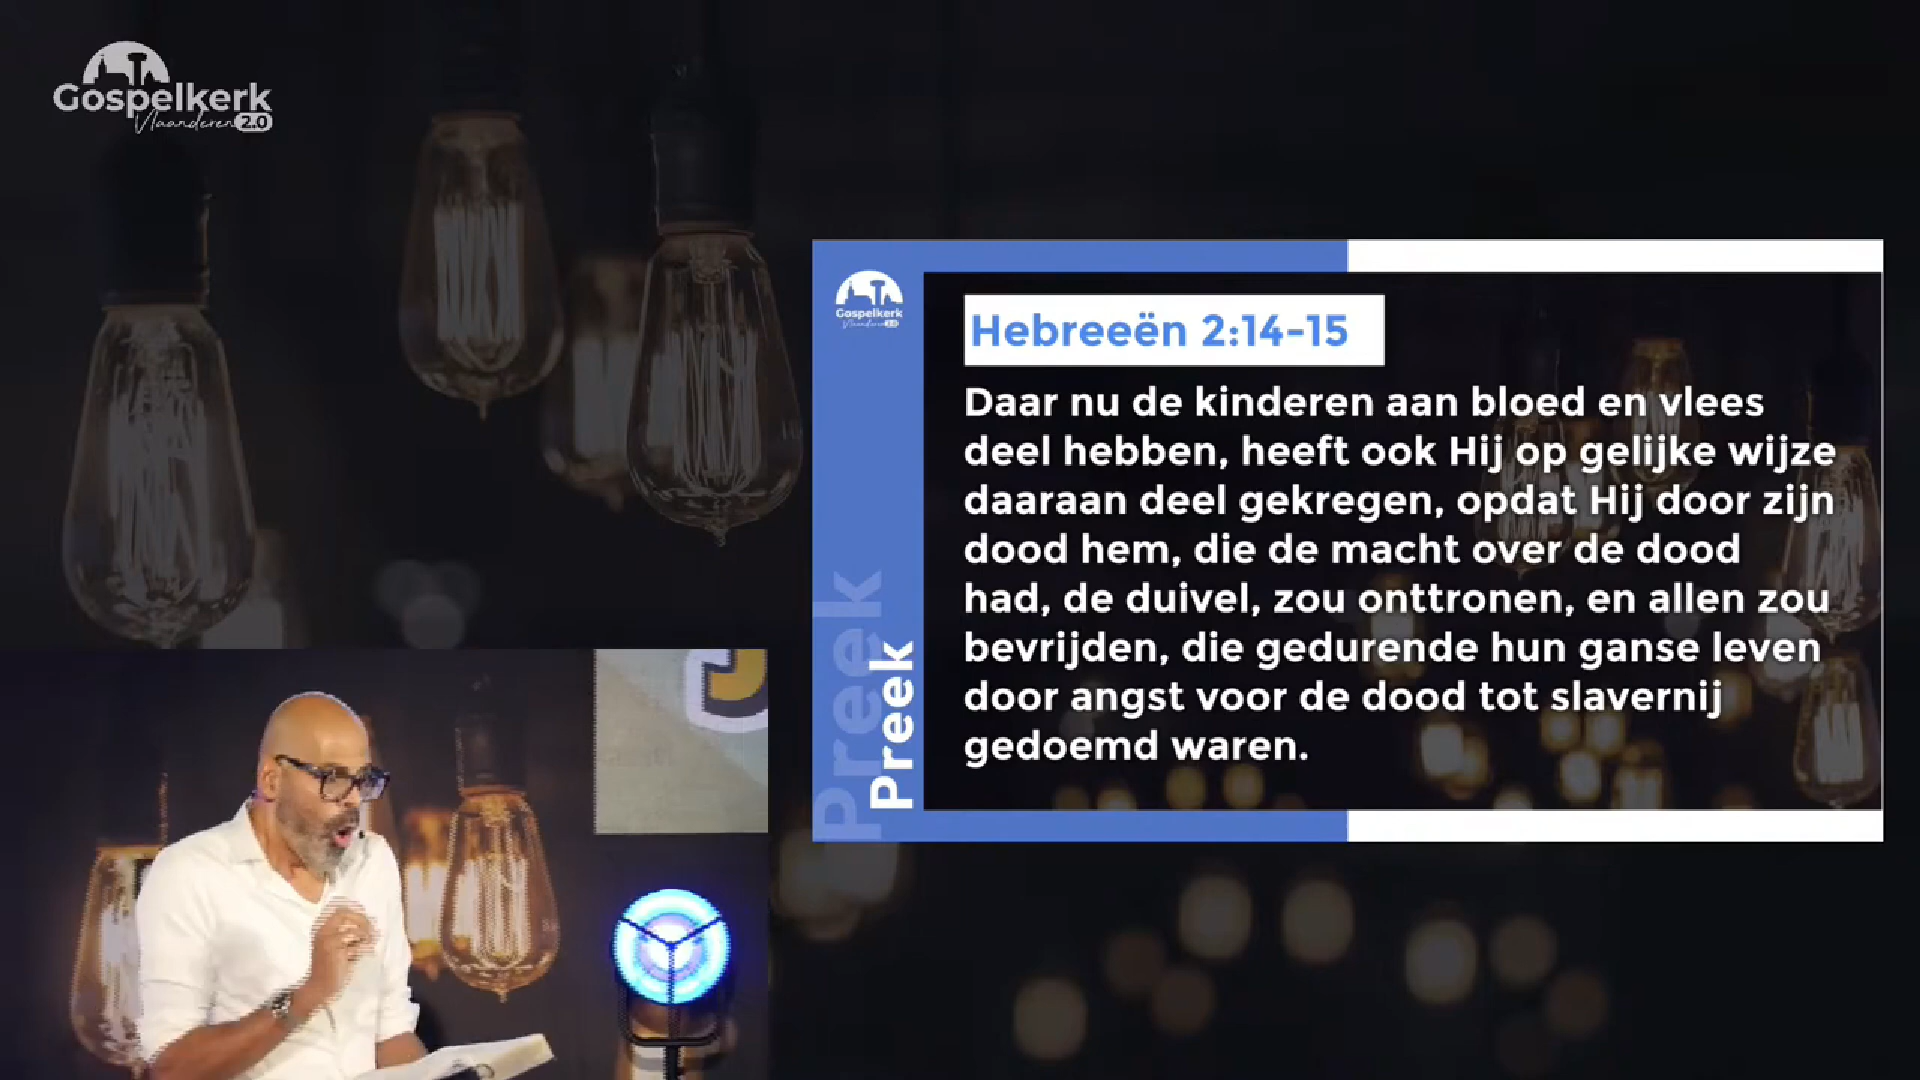 Gospelkerk
Vlaanderen 2.0
Gospelkerk
Vlaanderen 2.0
Hebreeën 2:14-15
Daar nu de kinderen aan bloed en vlees
deel hebben, heeft ook Hij op gelijke wijze
daaraan deel gekregen, opdat Hij door zijn
dood hem, die de macht over de dood
had, de duivel, zou onttronen, en allen zou
bevrijden, die gedurende hun ganse leven
door angst voor de dood tot slavernij
gedoemd waren.
Preek
Preek